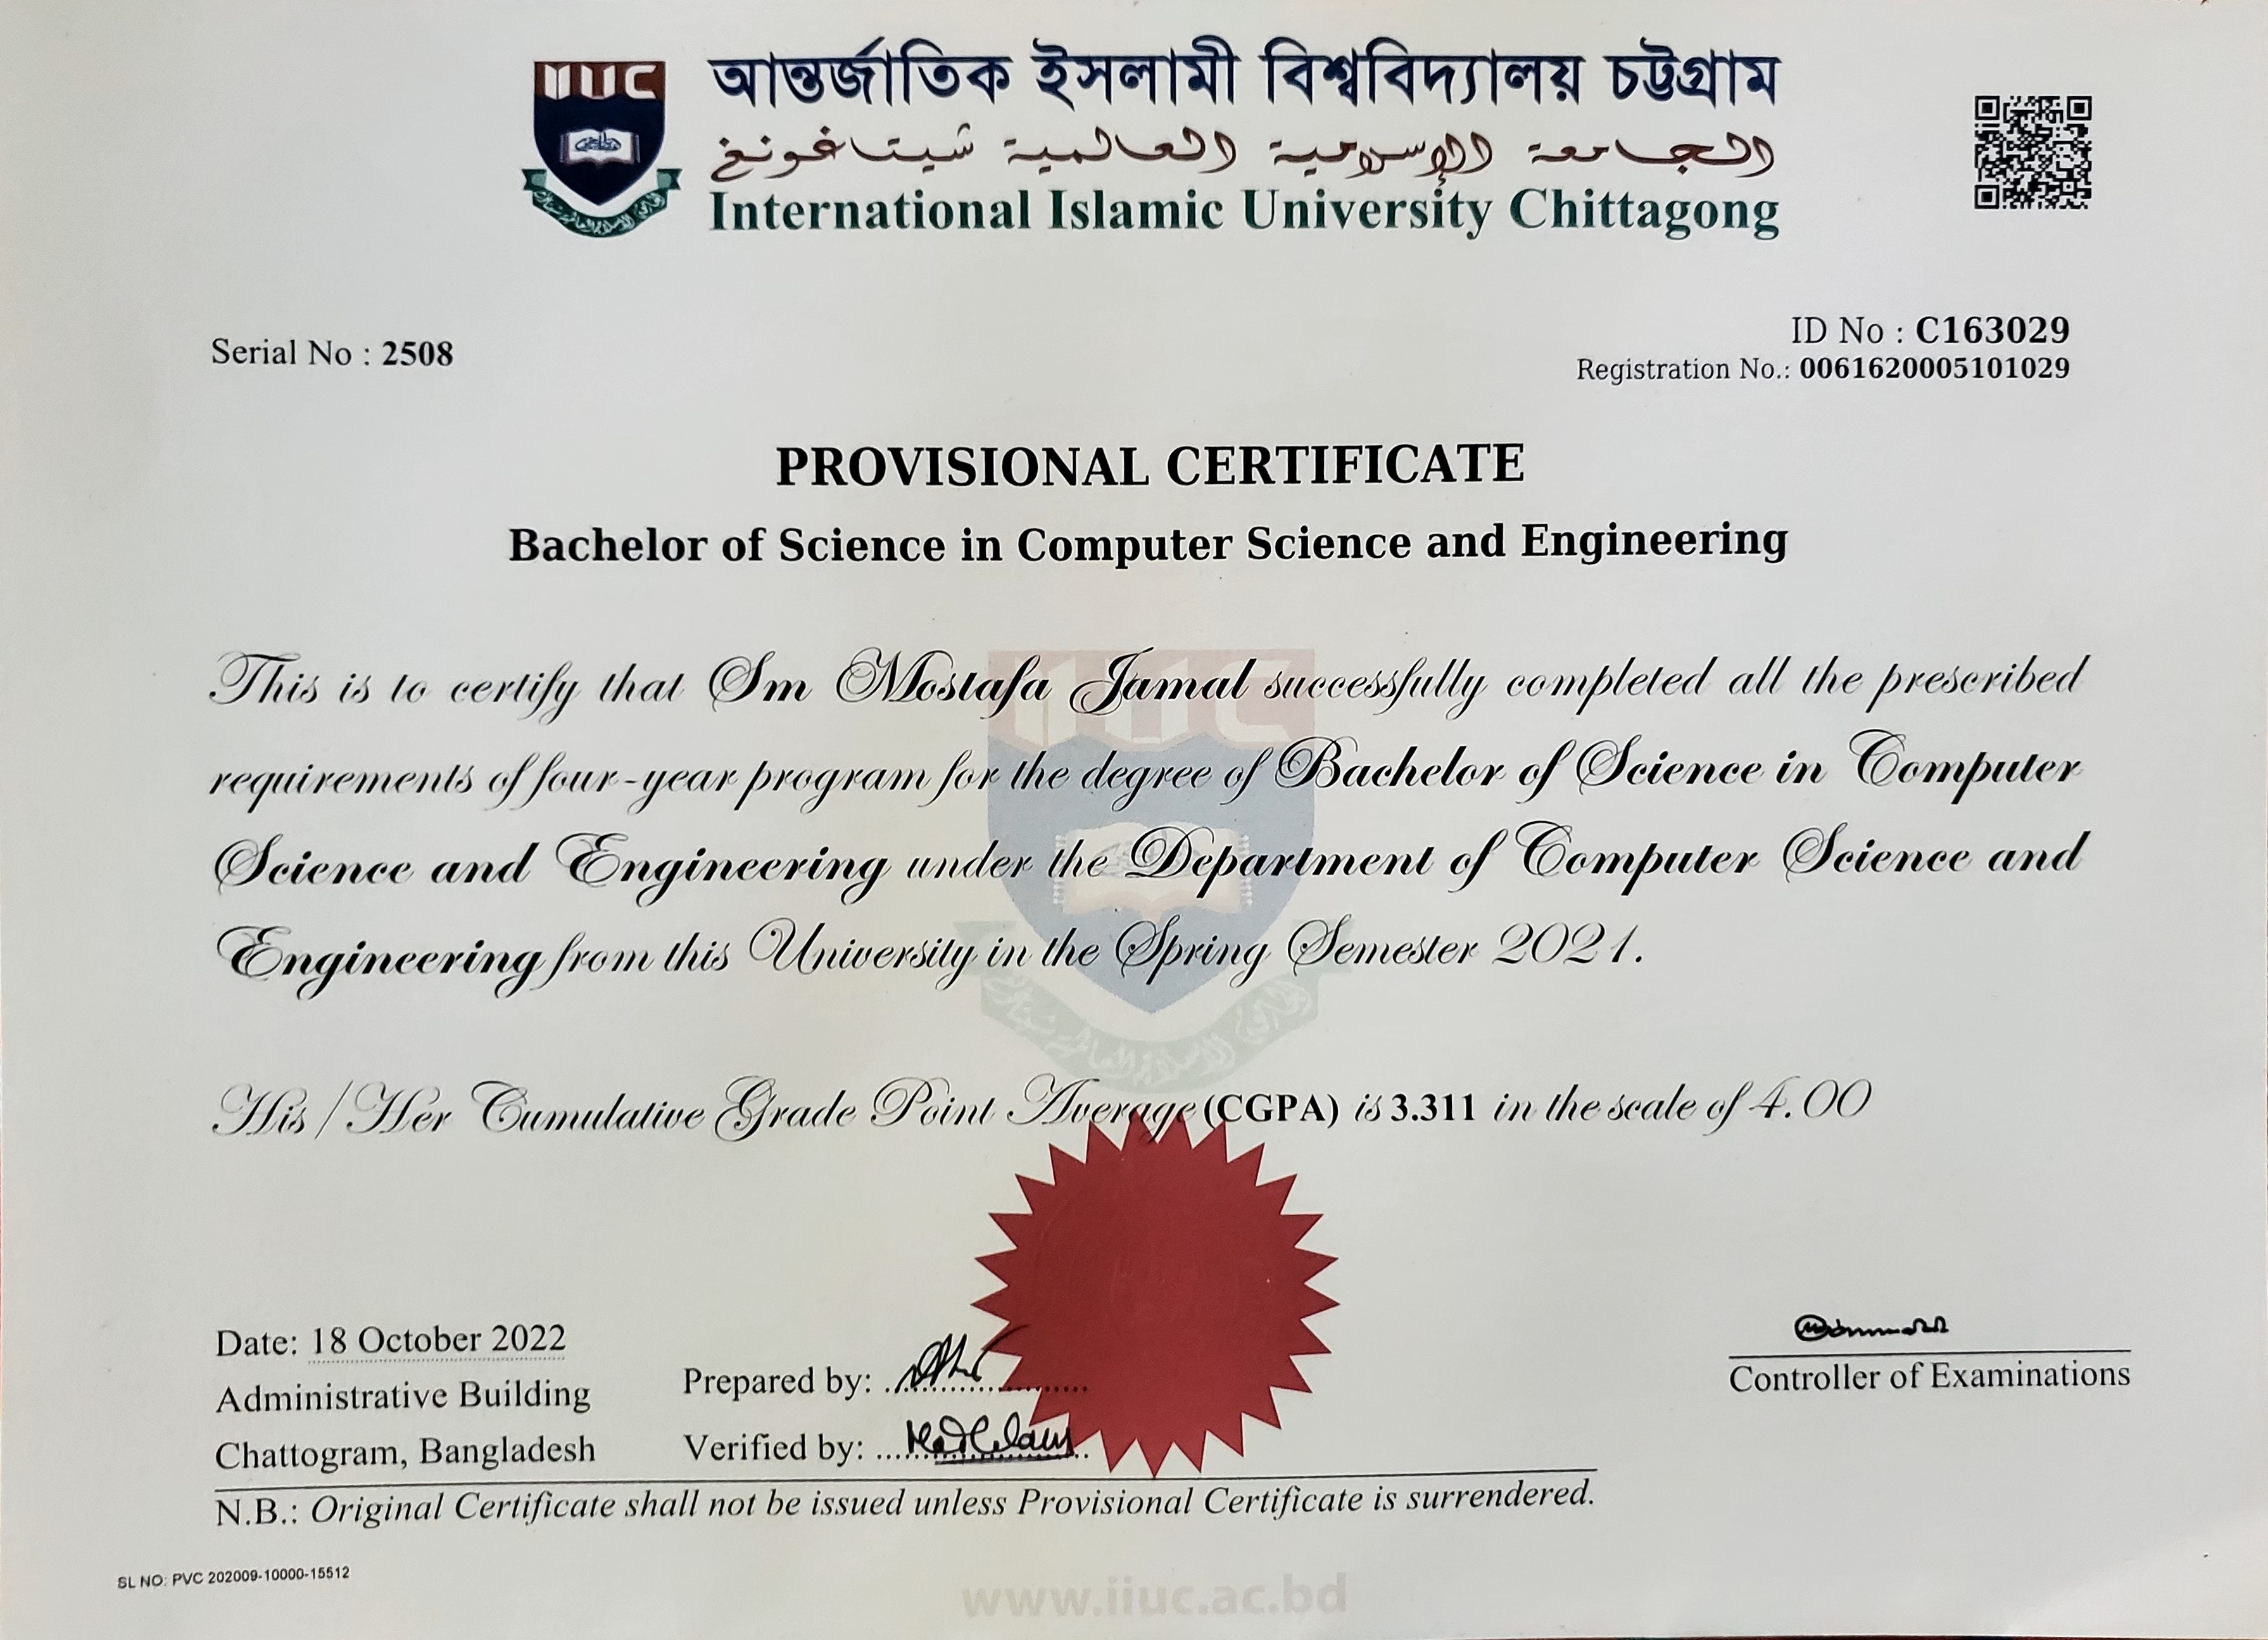 IIUC
আন্তর্জাতিক ইসলামী বিশ্ববিদ্যালয় চট্টগ্রাম
الجامعة الإسلامية العالمية شيتاغونغ
International Islamic University Chittagong
Serial No : 2508
ID No : C163029
Registration No.: 0061620005101029
PROVISIONAL CERTIFICATE
Bachelor of Science in Computer Science and Engineering
This is to certify that Sm Mostafa Jamal successfully completed all the prescribed
requirements of four-year program for the degree of Bachelor of Science in Computer
Science and Engineering under the Department of Computer Science and
Engineering from this University in the Spring Semester 2021.
His/Her Cumulative Grade Point Average (CGPA) is 3.311 in the scale of 4.00
Date: 18 October 2022
Administrative Building
Chattogram, Bangladesh
Prepared by:
Verified by:
Controller of Examinations
N.B.: Original Certificate shall not be issued unless Provisional Certificate is surrendered.
SL NO: PVC 202009-10000-15512
www.iiuc.ac.bd